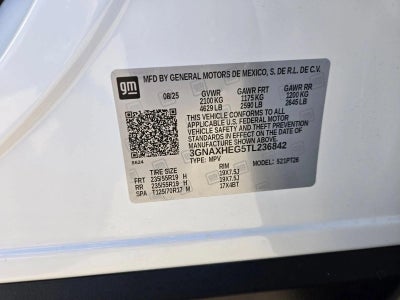 gm
MFD BY GENERAL MOTORS DE MEXICO, S. DE R.L. DE C.V.
08/25 GVWR GAWR FRT GAWR RR
2100 KG 1175 KG 1200 KG
4629 LB 2590 LB 2645 LB
THIS VEHICLE CONFORMS TO ALL
APPLICABLE U.S. FEDERAL MOTOR
VEHICLE SAFETY AND THEFT
PREVENTION STANDARDS IN EFFECT
ON THE DATE OF MANUFACTURE
SHOWN ABOVE.
3GNAXHEG5TL236842
TYPE: MPV MODEL: 521PT26
SA24
TIRE SIZE RIM
FRT 235/55R19 H 19X7.5J
RR 235/55R19 H 19X7.5J
SPA T125/70R17 M 17X4BT